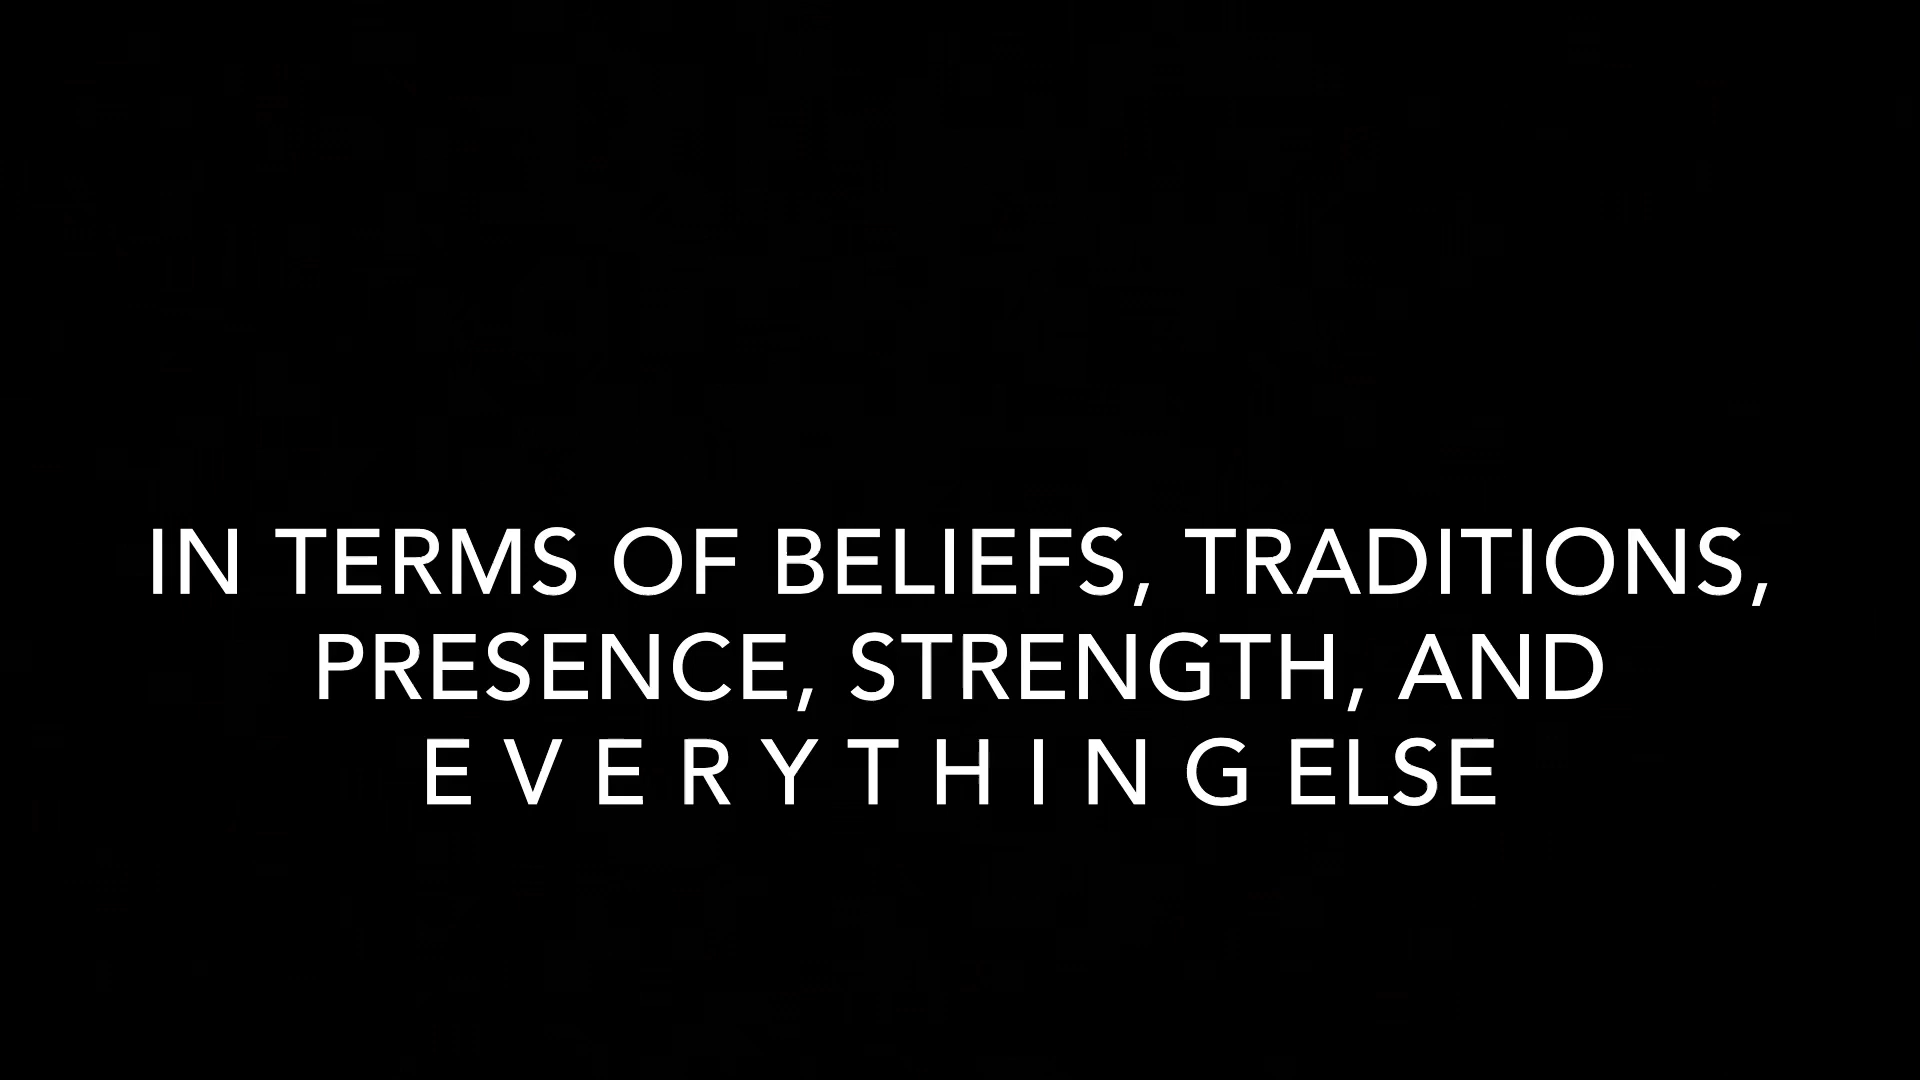 IN TERMS OF BELIEFS, TRADITIONS,
PRESENCE, STRENGTH, AND
E V E R Y T H I N G ELSE